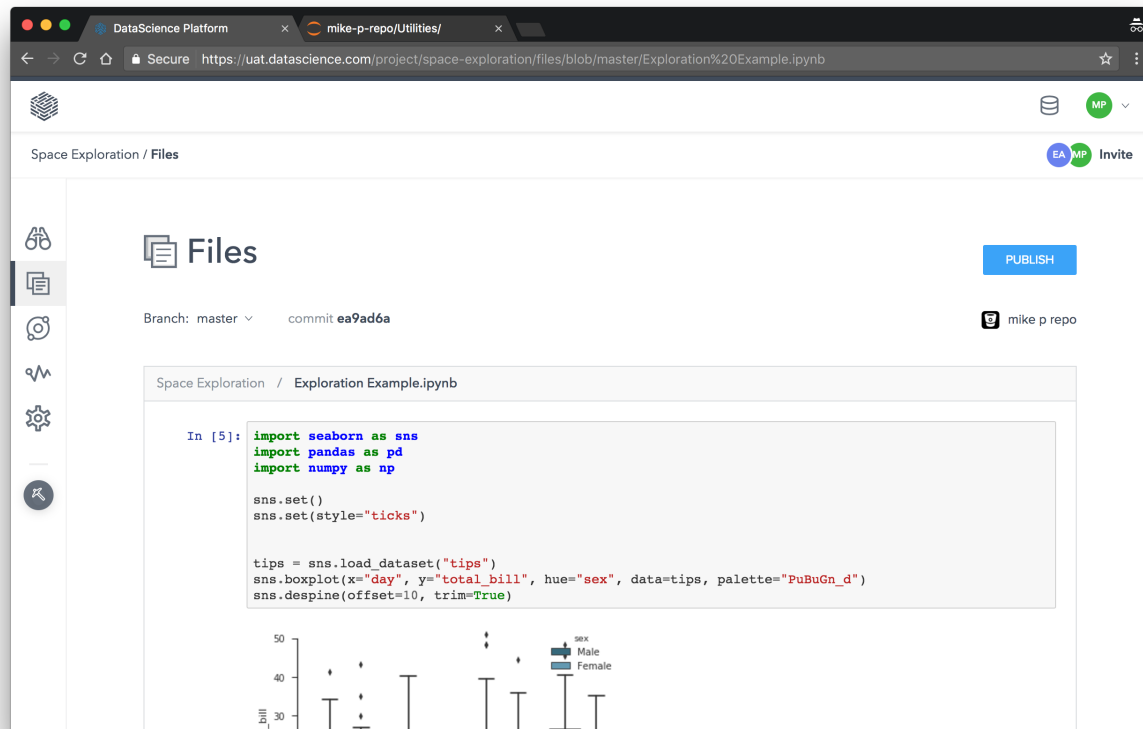 DataScience Platform
mike-p-repo/Utilities/
Secure https://uat.datascience.com/project/space-exploration/files/blob/master/Exploration%20Example.ipynb
MP
Space Exploration / Files
EA MP Invite
Files
PUBLISH
Branch: master commit ea9ad6a
mike p repo
Space Exploration / Exploration Example.ipynb
In [5]: import seaborn as sns
import pandas as pd
import numpy as np
sns.set()
sns.set(style="ticks")
tips = sns.load_dataset("tips")
sns.boxplot(x="day", y="total_bill", hue="sex", data=tips, palette="PuBuGn_d")
sns.despine(offset=10, trim=True)
50
sex
Male
Female
40
30
_bill